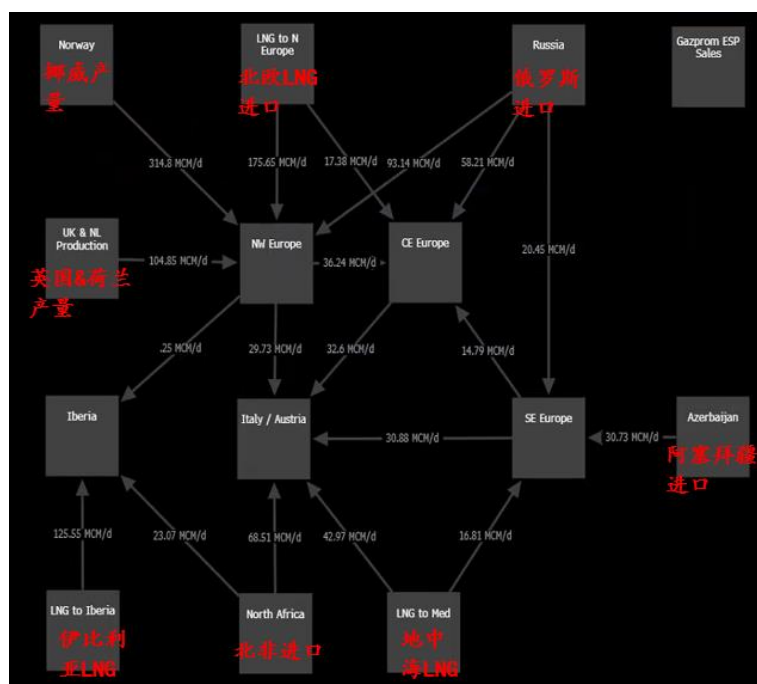 Norway
挪威产
量
LNG to N
Europe
北欧LNG
进口
Russia
俄罗斯
进口
Gazprom ESP
Sales
314.8 MCM/d
175.65 MCM/d
17.38 MCM/d
93.14 MCM/d
58.21 MCM/d
UK & NL
Production
英国&荷兰
产量
104.85 MCM/d
NW Europe
36.24 MCM/d
CE Europe
20.45 MCM/d
.25 MCM/d
29.73 MCM/d
32.6 MCM/d
14.79 MCM/d
Iberia
Italy / Austria
30.88 MCM/d
SE Europe
30.73 MCM/d
Azerbaijan
阿塞拜疆
进口
125.55 MCM/d
23.07 MCM/d
68.51 MCM/d
42.97 MCM/d
16.81 MCM/d
LNG to Iberia
伊比利
亚LNG
North Africa
北非进口
LNG to Med
地中
海LNG